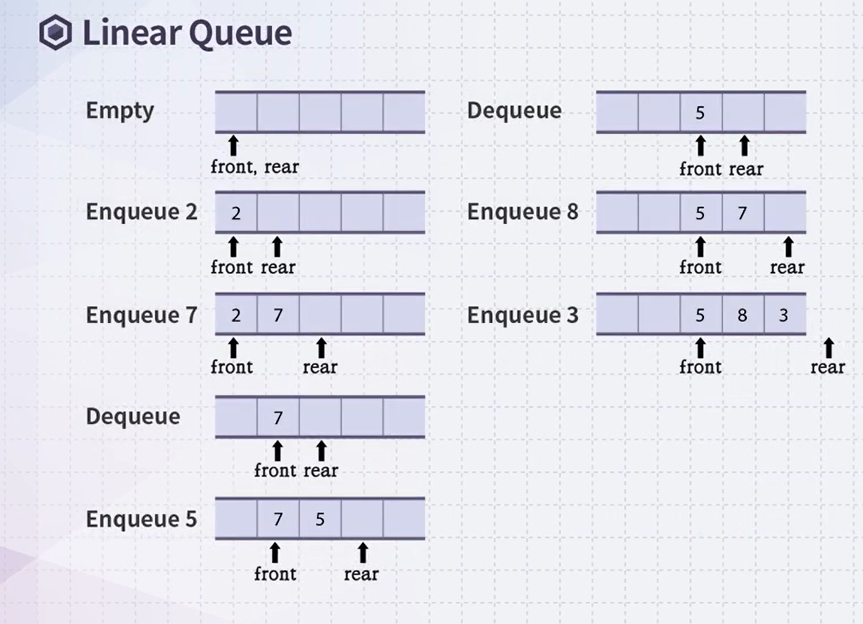 Linear Queue
Empty
front, rear
Enqueue 2
2
front rear
Enqueue 7
2 7
front rear
Dequeue
7
front rear
Enqueue 5
7 5
front rear
Dequeue
5
front rear
Enqueue 8
5 7
front rear
Enqueue 3
5 8 3
front rear